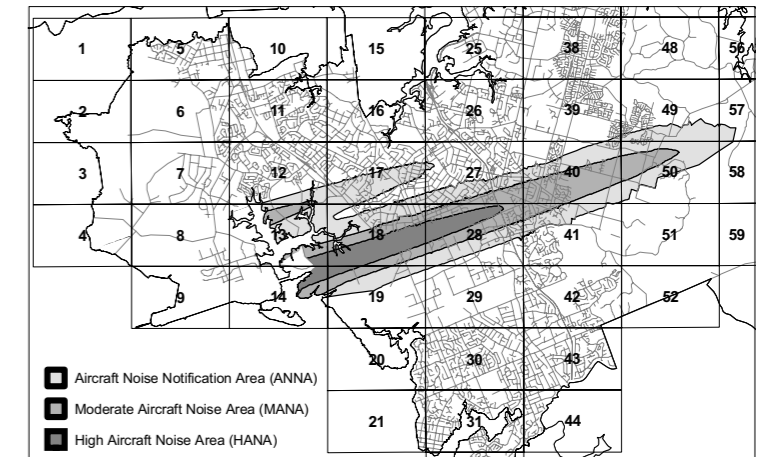 1 5 10 15 25 38 48 56
2 6 11 16 26 39 49 57
3 7 12 17 27 40 50 58
4 8 13 18 28 41 51 59
9 14 19 29 42 52
20 30 43
Aircraft Noise Notification Area (ANNA)
Moderate Aircraft Noise Area (MANA)
21 31 44
High Aircraft Noise Area (HANA)